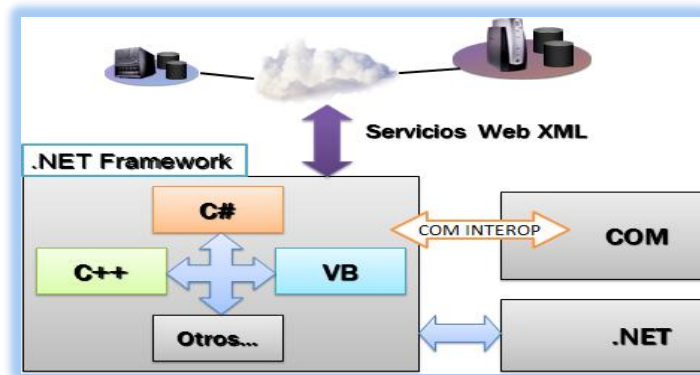 Servicios Web XML
.NET Framework
C#
COM INTEROP
COM
C++
VB
Otros...
.NET